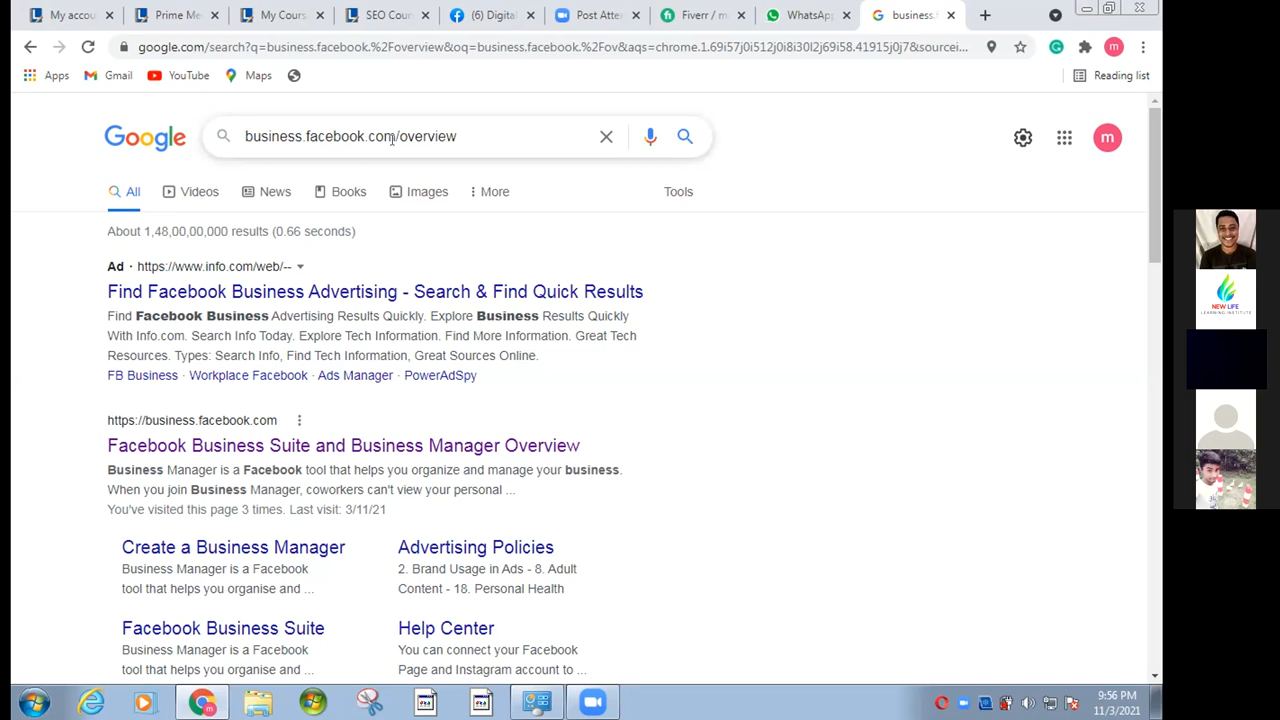 My accou
Prime Me
My Cours
SEO Cour
(6) Digita
Post Atte
Fiverr / m
WhatsApp
business.f
google.com/search?q=business.facebook.%2Foverview&oq=business.facebook.%2Fov&aqs=chrome.1.69i57j0i512j0i8i30l2j69i58.41915j0j7&sourcei...
Apps
Gmail
YouTube
Maps
Reading list
Google
business.facebook.com/overview
m
All
Videos
News
Books
Images
More
Tools
About 1,48,00,00,000 results (0.66 seconds)
Ad · https://www.info.com/web/--
Find Facebook Business Advertising - Search & Find Quick Results
Find Facebook Business Advertising Results Quickly. Explore Business Results Quickly
With Info.com. Search Info Today. Explore Tech Information. Find More Information. Great Tech
Resources. Types: Search Info, Find Tech Information, Great Sources Online.
FB Business · Workplace Facebook · Ads Manager · PowerAdSpy
https://business.facebook.com
Facebook Business Suite and Business Manager Overview
Business Manager is a Facebook tool that helps you organize and manage your business.
When you join Business Manager, coworkers can't view your personal ...
You've visited this page 3 times. Last visit: 3/11/21
Create a Business Manager
Business Manager is a Facebook
tool that helps you organise and ...
Advertising Policies
2. Brand Usage in Ads - 8. Adult
Content - 18. Personal Health
Facebook Business Suite
Business Manager is a Facebook
tool that helps you organise and ...
Help Center
You can connect your Facebook
Page and Instagram account to ...
NEW LIFE
LEARNING INSTITUTE
9:56 PM
11/3/2021